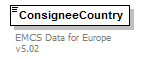 ConsigneeCountry
EMCS Data for Europe
v5.02